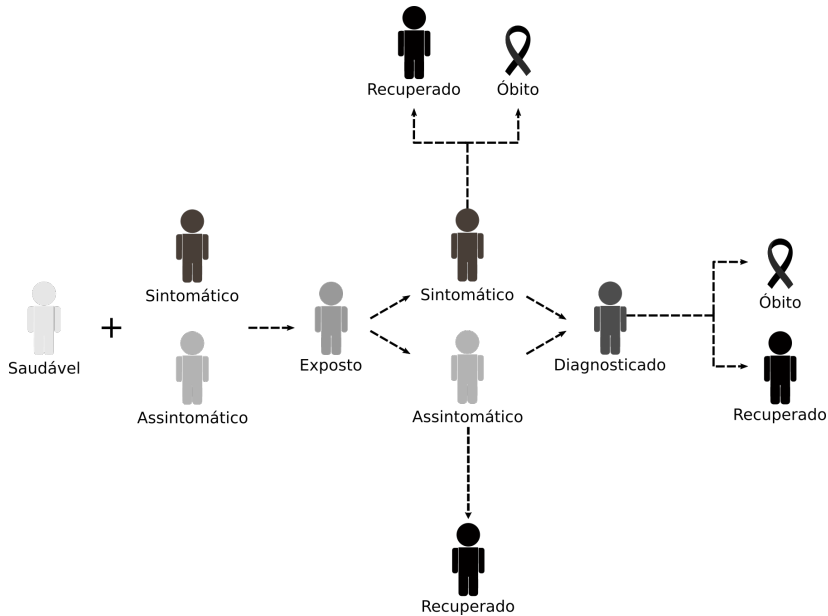 Recuperado
Óbito
Sintomático
Sintomático
Óbito
+
Saudável
Exposto
Diagnosticado
Assintomático
Assintomático
Recuperado
Recuperado